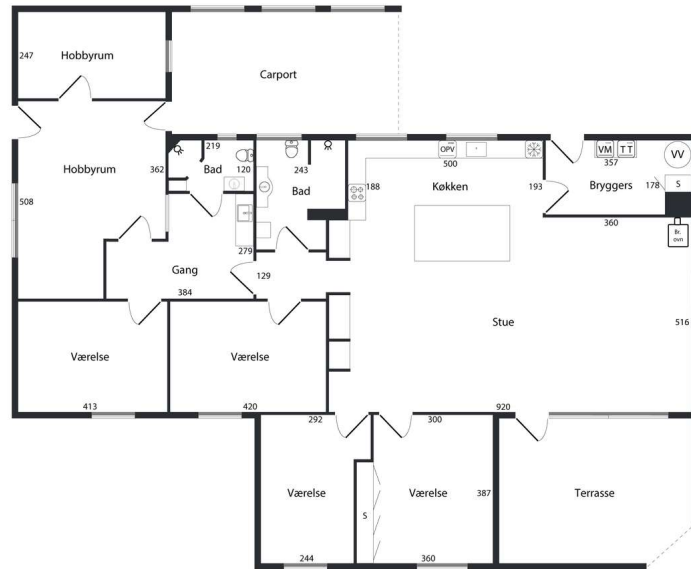 247
Hobbyrum
Carport
Hobbyrum
362
508
219
Bad
120
243
Bad
OPV
500
188
Køkken
193
VM
TT
357
Bryggers
178
VV
S
360
Br.
ovn
Gang
279
384
129
Stue
516
Værelse
413
Værelse
420
292
300
920
Værelse
244
S
Værelse
387
360
Terrasse